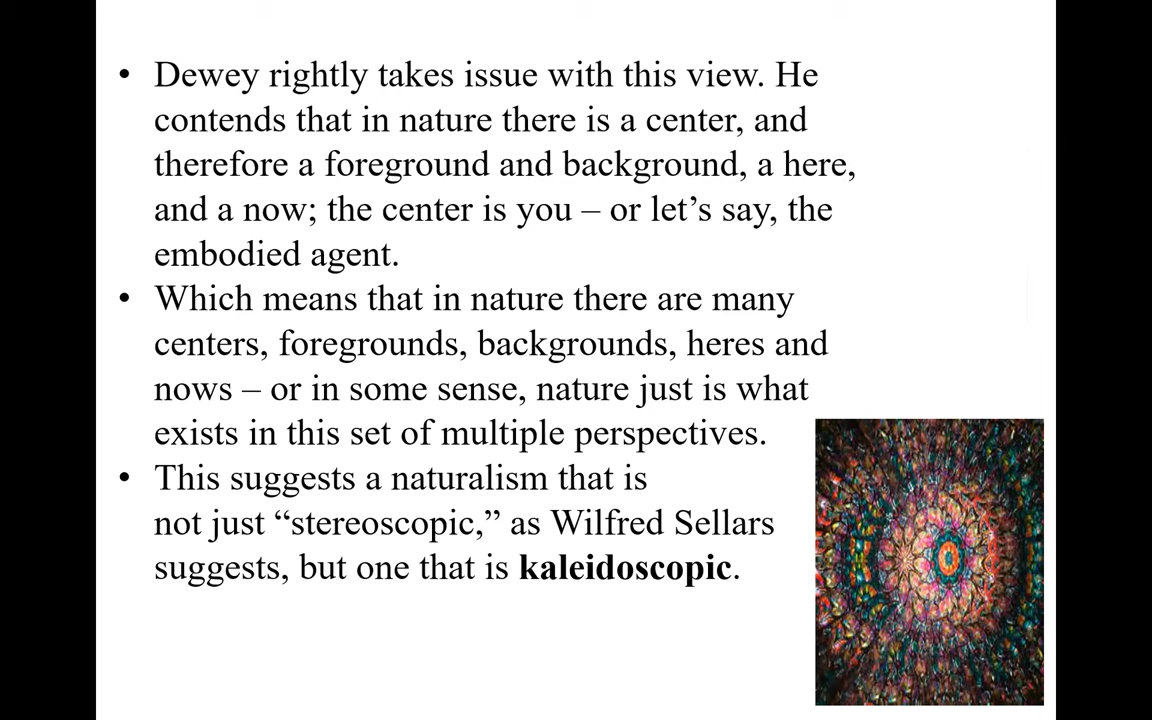 • Dewey rightly takes issue with this view. He
contends that in nature there is a center, and
therefore a foreground and background, a here,
and a now; the center is you – or let’s say, the
embodied agent.
• Which means that in nature there are many
centers, foregrounds, backgrounds, heres and
nows – or in some sense, nature just is what
exists in this set of multiple perspectives.
• This suggests a naturalism that is
not just “stereoscopic,” as Wilfred Sellars
suggests, but one that is kaleidoscopic.